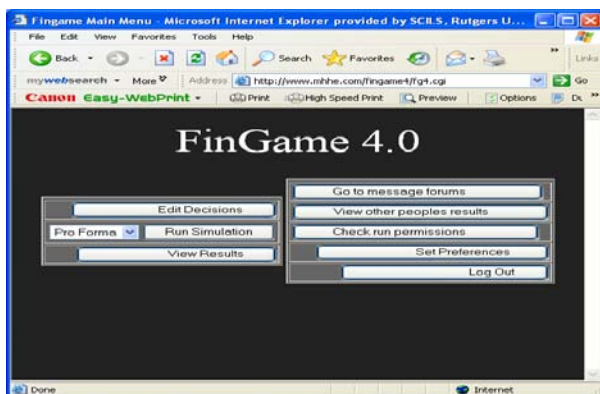 Fingame Main Menu - Microsoft Internet Explorer provided by SCILS, Rutgers U...
File Edit View Favorites Tools Help
Back Search Favorites Links
mywebsearch More Address http://www.mhhe.com/fingame4/fg4.cgi Go
Canon Easy-WebPrint Print High Speed Print Preview Options Du
FinGame 4.0
Go to message forums
Edit Decisions View other peoples results
Pro Forma Run Simulation Check run permissions
View Results Set Preferences
Log Out
Done Internet